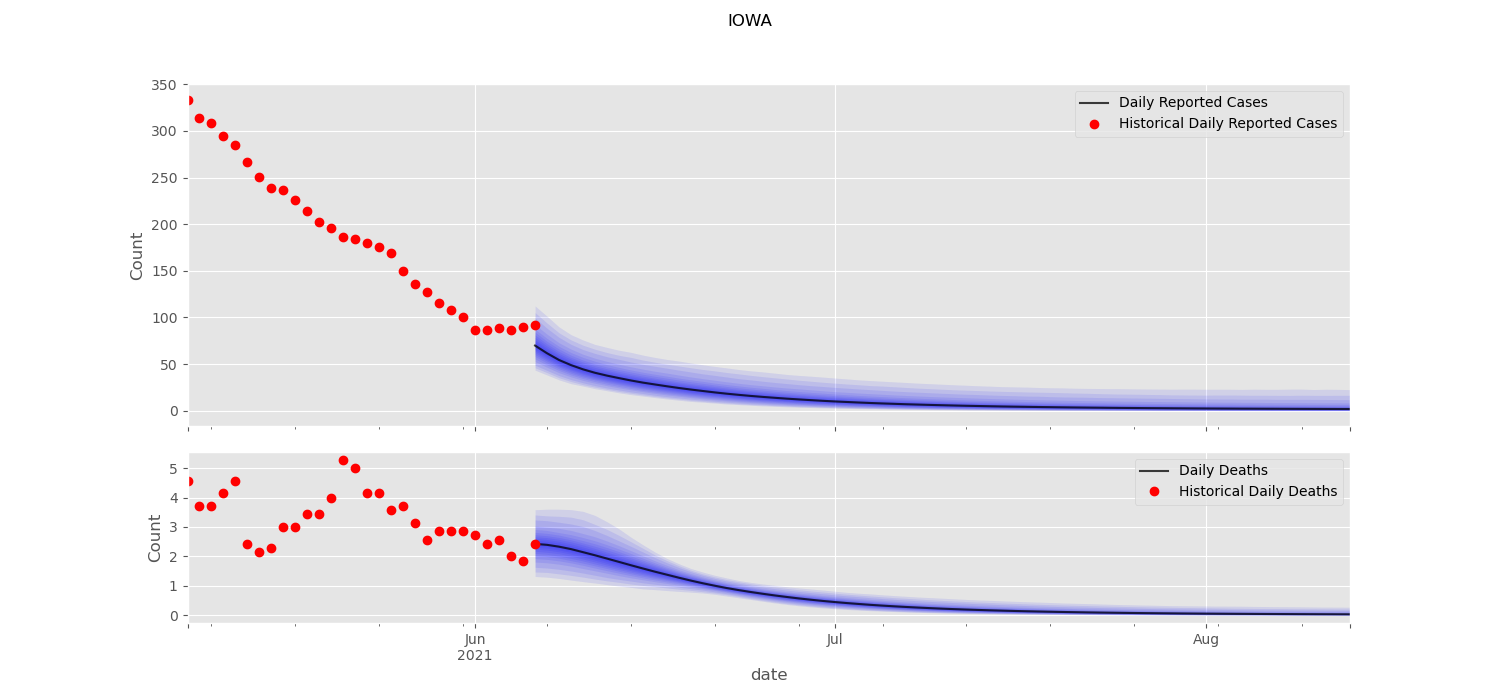 IOWA
350
300
250
200
150
100
50
0
Count
Daily Reported Cases
Historical Daily Reported Cases
5
4
3
2
1
0
Count
Daily Deaths
Historical Daily Deaths
Jun
2021
Jul
Aug
date